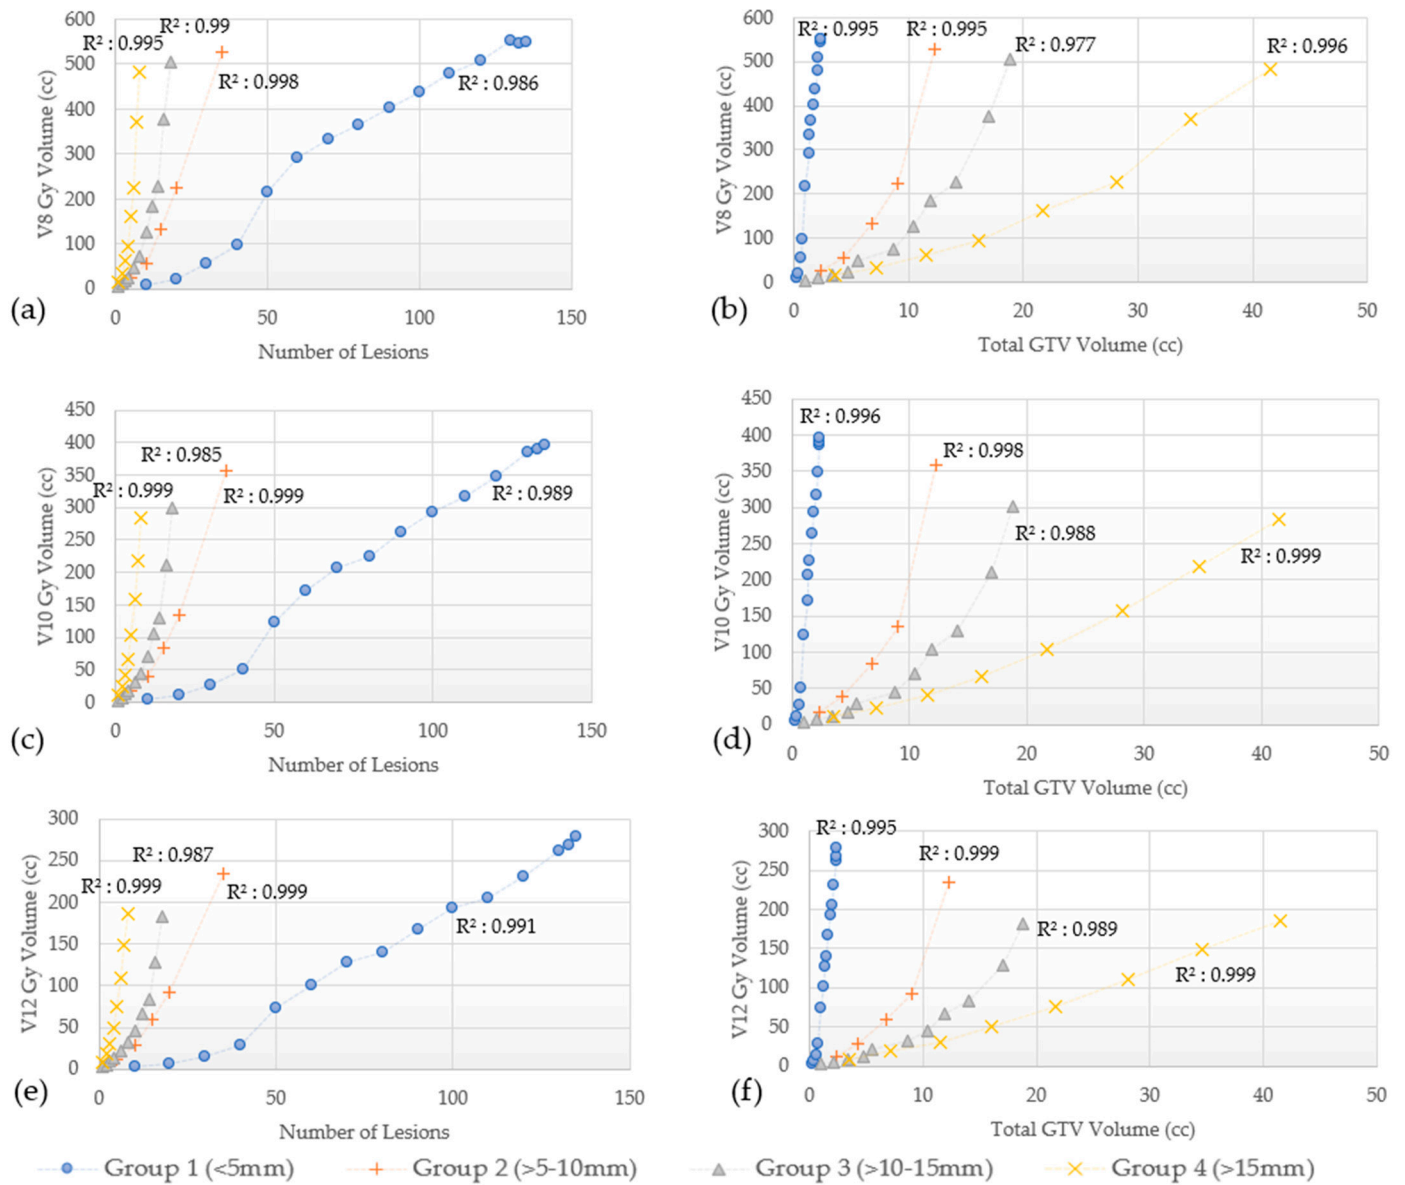 600
500
400
300
200
100
0
V8 Gy Volume (cc)
R² : 0.99
R² : 0.995
R² : 0.998
R² : 0.986
0 50 100 150
Number of Lesions
(a)
600
500
400
300
200
100
0
V8 Gy Volume (cc)
R² : 0.995
R² : 0.995
R² : 0.977
R² : 0.996
0 10 20 30 40 50
Total GTV Volume (cc)
(b)
450
400
350
300
250
200
150
100
50
0
V10 Gy Volume (cc)
R² : 0.985
R² : 0.999
R² : 0.999
R² : 0.989
0 50 100 150
Number of Lesions
(c)
450
400
350
300
250
200
150
100
50
0
V10 Gy Volume (cc)
R² : 0.996
R² : 0.998
R² : 0.988
R² : 0.999
0 10 20 30 40 50
Total GTV Volume (cc)
(d)
300
250
200
150
100
50
0
V12 Gy Volume (cc)
R² : 0.987
R² : 0.999
R² : 0.999
R² : 0.991
0 50 100 150
Number of Lesions
(e)
300
250
200
150
100
50
0
V12 Gy Volume (cc)
R² : 0.995
R² : 0.999
R² : 0.989
R² : 0.999
0 10 20 30 40 50
Total GTV Volume (cc)
(f)
Group 1 (<5mm) Group 2 (>5-10mm) Group 3 (>10-15mm) Group 4 (>15mm)